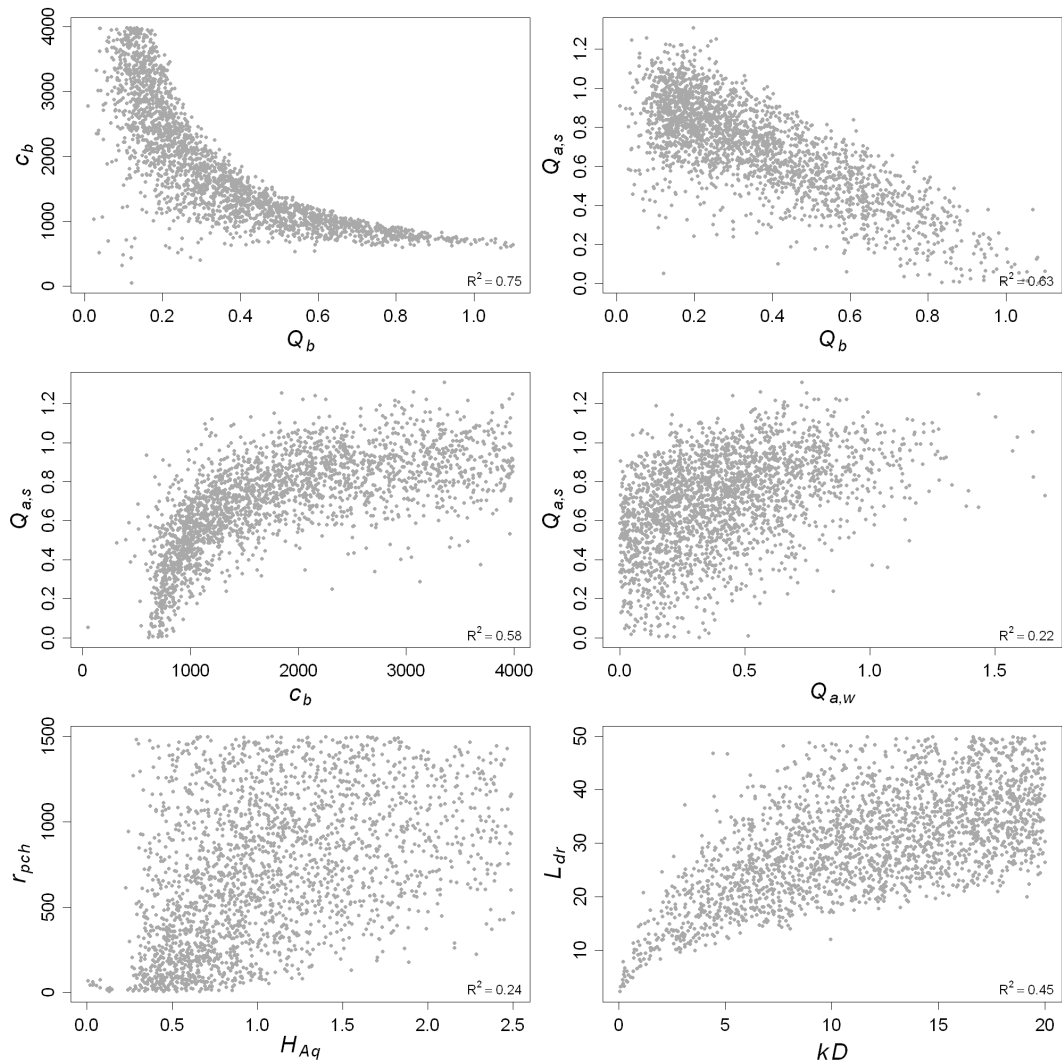 4000
3000
2000
1000
0
c_b
0.0 0.2 0.4 0.6 0.8 1.0
Q_b
R² = 0.75
1.2
1.0
0.8
0.6
0.4
0.2
0.0
Q_a,s
0.0 0.2 0.4 0.6 0.8 1.0
Q_b
R² = 0.63
1.2
1.0
0.8
0.6
0.4
0.2
0.0
Q_a,s
0 1000 2000 3000 4000
c_b
R² = 0.58
1.2
1.0
0.8
0.6
0.4
0.2
0.0
Q_a,s
0.0 0.5 1.0 1.5
Q_a,w
R² = 0.22
1500
1000
500
0
r_pch
0.0 0.5 1.0 1.5 2.0 2.5
H_Aq
R² = 0.24
50
40
30
20
10
L_dr
0 5 10 15 20
kD
R² = 0.45